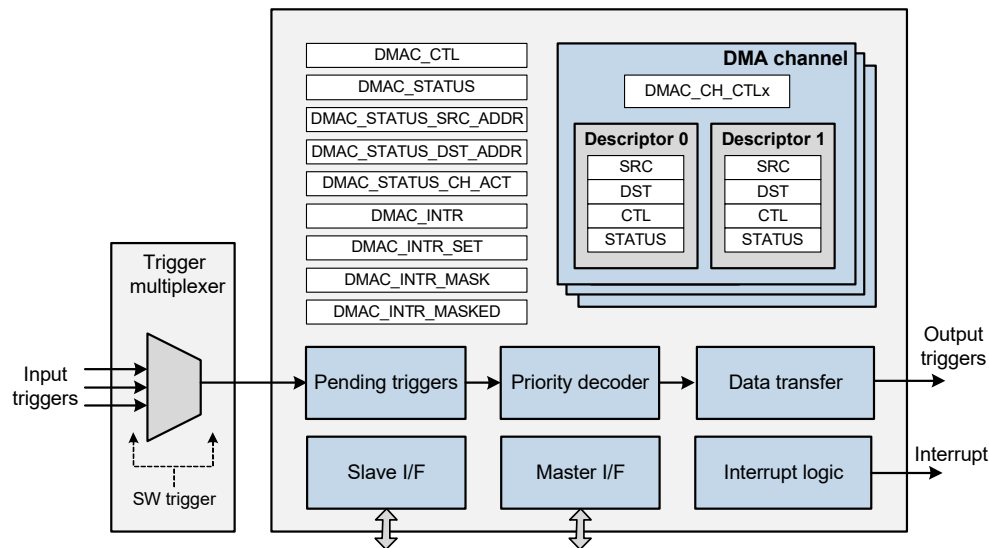 DMAC_CTL
DMAC_STATUS
DMAC_STATUS_SRC_ADDR
DMAC_STATUS_DST_ADDR
DMAC_STATUS_CH_ACT
DMAC_INTR
DMAC_INTR_SET
DMAC_INTR_MASK
DMAC_INTR_MASKED
DMA channel
DMAC_CH_CTLx
Descriptor 0
SRC
DST
CTL
STATUS
Descriptor 1
SRC
DST
CTL
STATUS
Trigger
multiplexer
Input
triggers
SW trigger
Pending triggers
Priority decoder
Data transfer
Output
triggers
Slave I/F
Master I/F
Interrupt logic
Interrupt